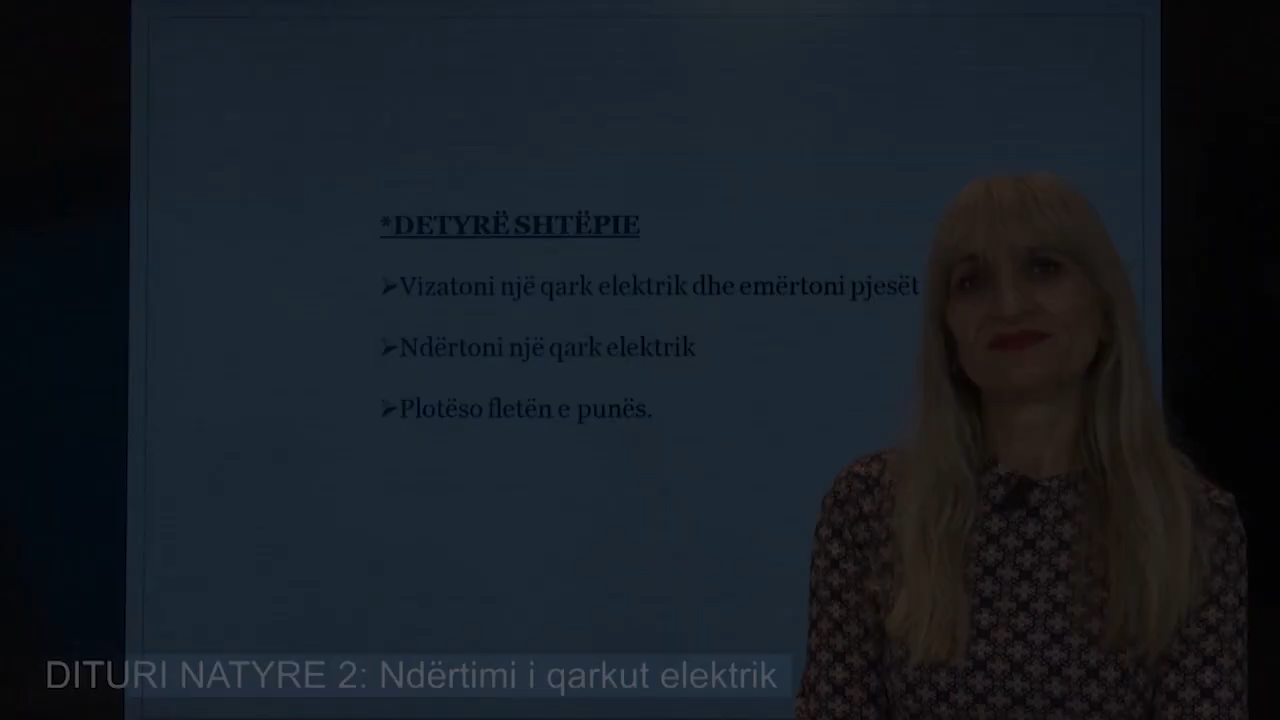 *DETYRË SHTËPIE
➢Vizatoni një qark elektrik dhe emërtoni pjesët
➢Ndërtoni një qark elektrik
➢Plotëso fletën e punës.
DITURI NATYRE 2: Ndërtimi i qarkut elektrik